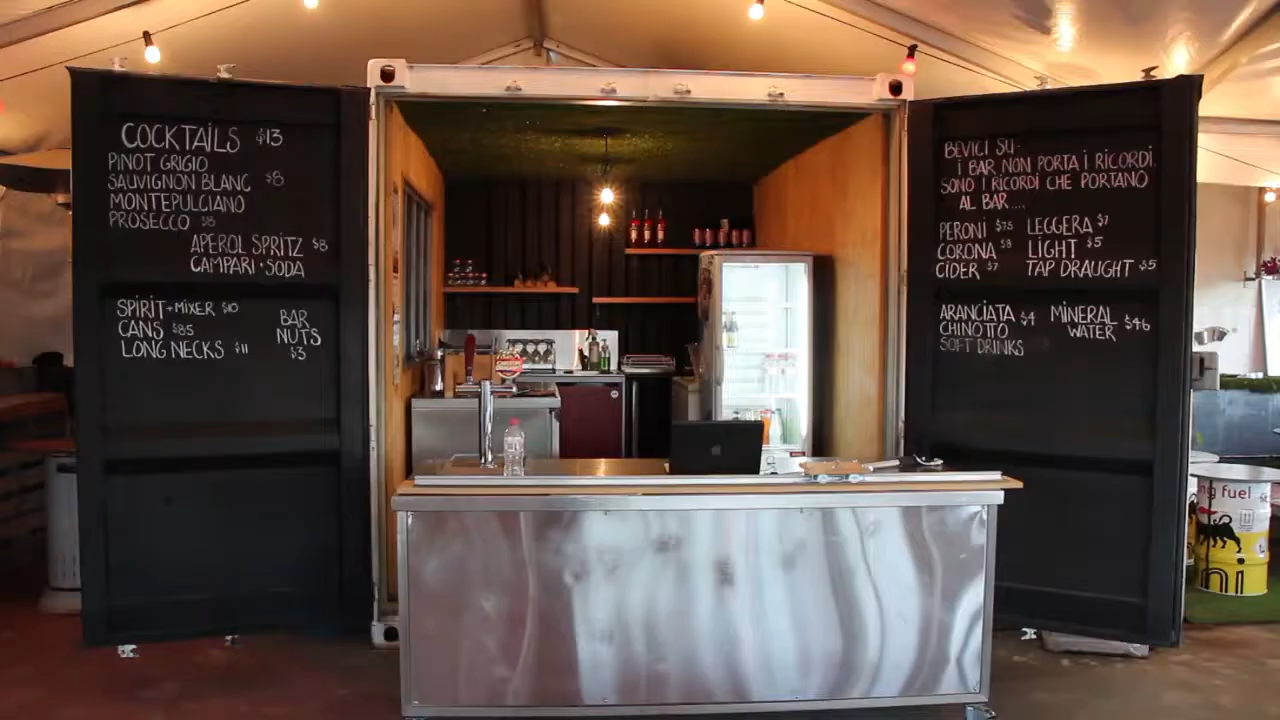 COCKTAILS $13
PINOT GRIGIO
SAUVIGNON BLANC $8
MONTEPULCIANO
PROSECCO $8
APEROL SPRITZ $8
CAMPARI · SODA
SPIRIT + MIXER $10
CANS $8.5
LONG NECKS $11
BAR
NUTS
$3
BEVICI SU -
I BAR NON PORTA I RICORDI.
SONO I RICORDI CHE PORTANO
AL BAR....
PERONI $7.5 LEGGERA $7
CORONA $8 LIGHT $5
CIDER $7 TAP DRAUGHT $5
ARANCIATA $4 MINERAL
CHINOTTO WATER $4|6
SOFT DRINKS
ng fuel
ni